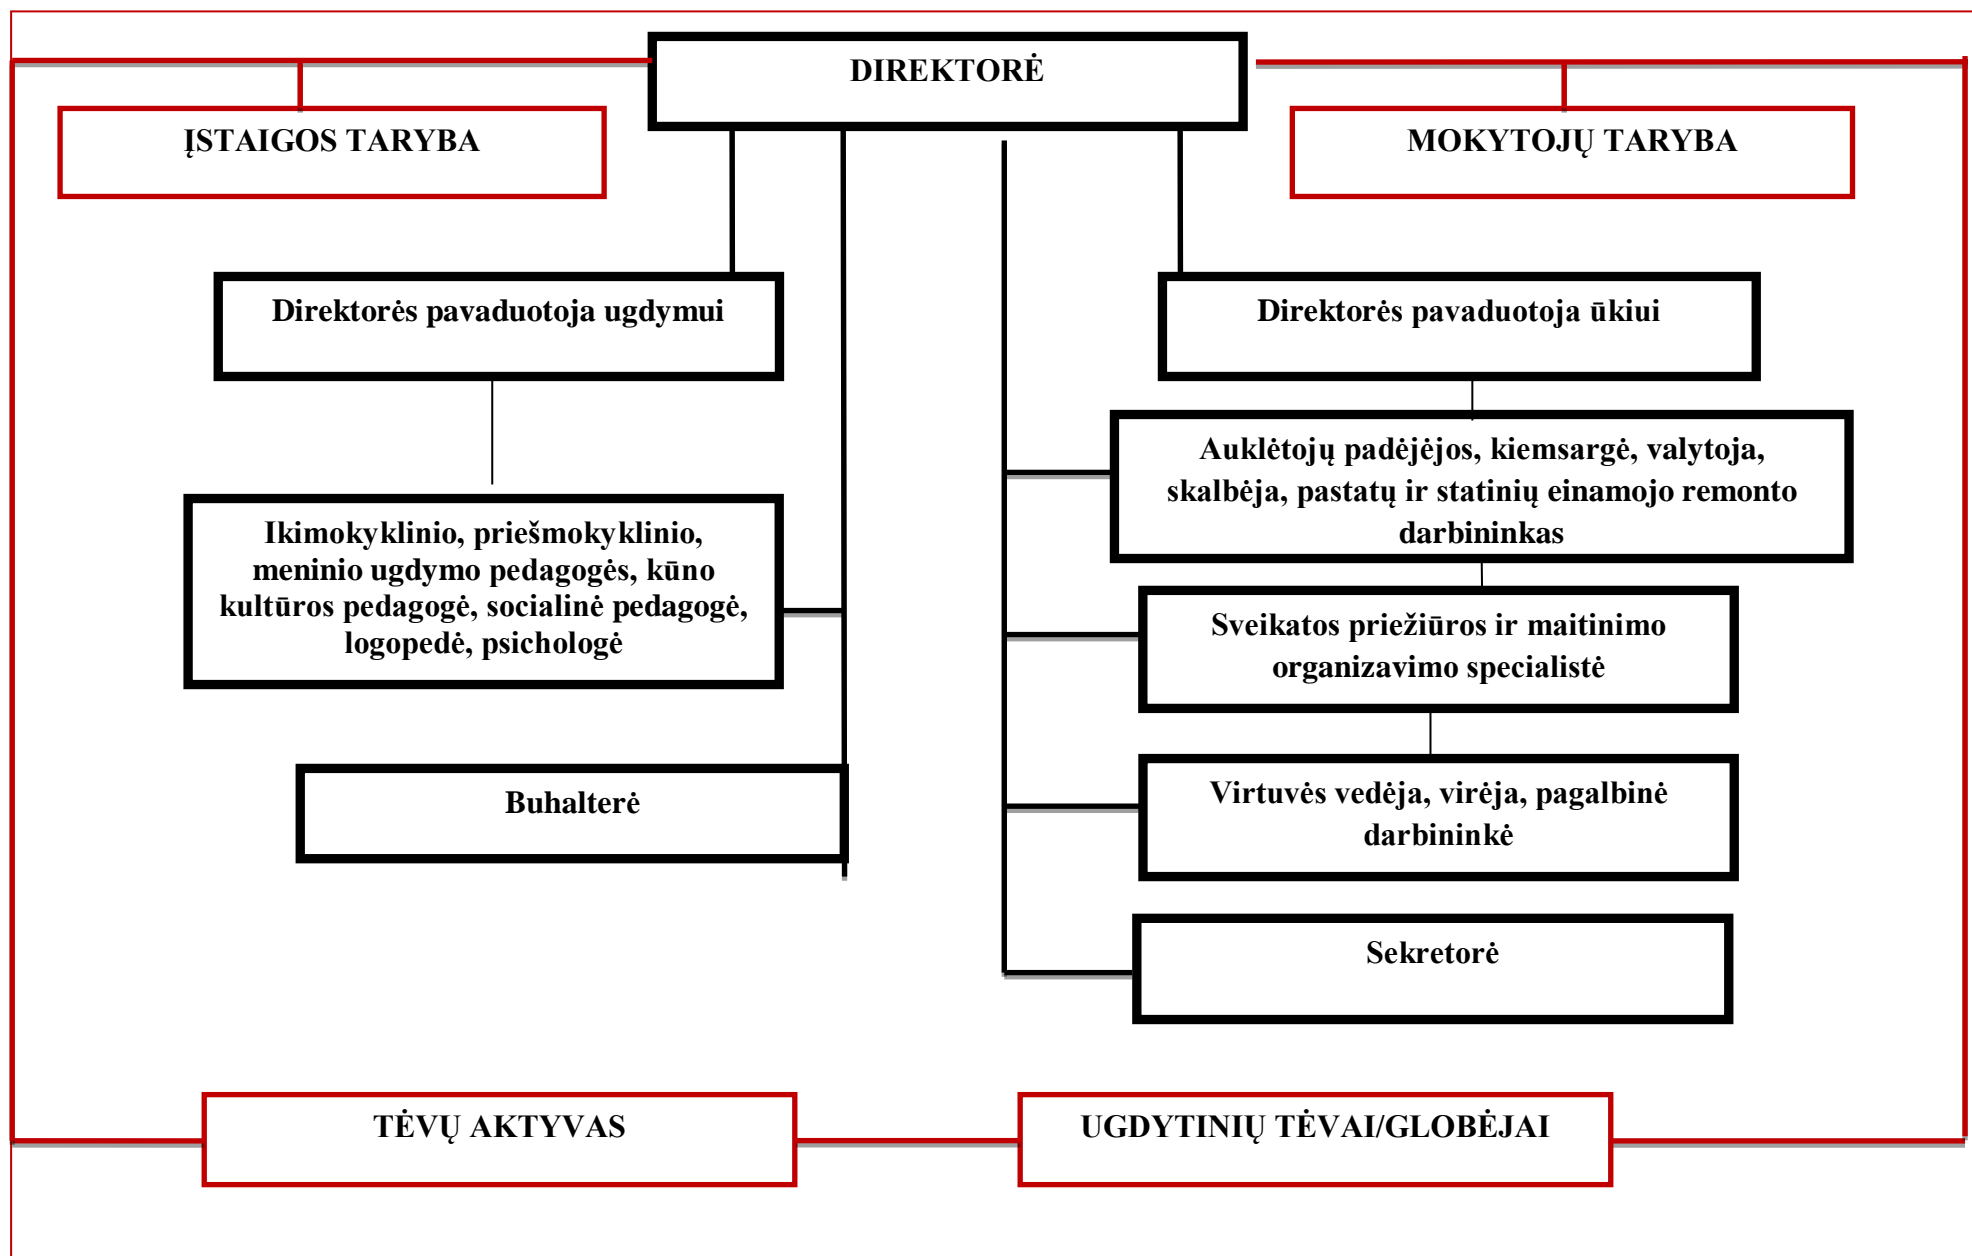 DIREKTORĖ
ĮSTAIGOS TARYBA
MOKYTOJŲ TARYBA
Direktorės pavaduotoja ugdymui
Direktorės pavaduotoja ūkiui
Auklėtojų padėjėjos, kiemsargė, valytoja,
skalbėja, pastatų ir statinių einamojo remonto
darbininkas
Ikimokyklinio, priešmokyklinio,
meninio ugdymo pedagogės, kūno
kultūros pedagogė, socialinė pedagogė,
logopedė, psichologė
Sveikatos priežiūros ir maitinimo
organizavimo specialistė
Buhalterė
Virtuvės vedėja, virėja, pagalbinė
darbininkė
Sekretorė
TĖVŲ AKTYVAS
UGDYTINIŲ TĖVAI/GLOBĖJAI